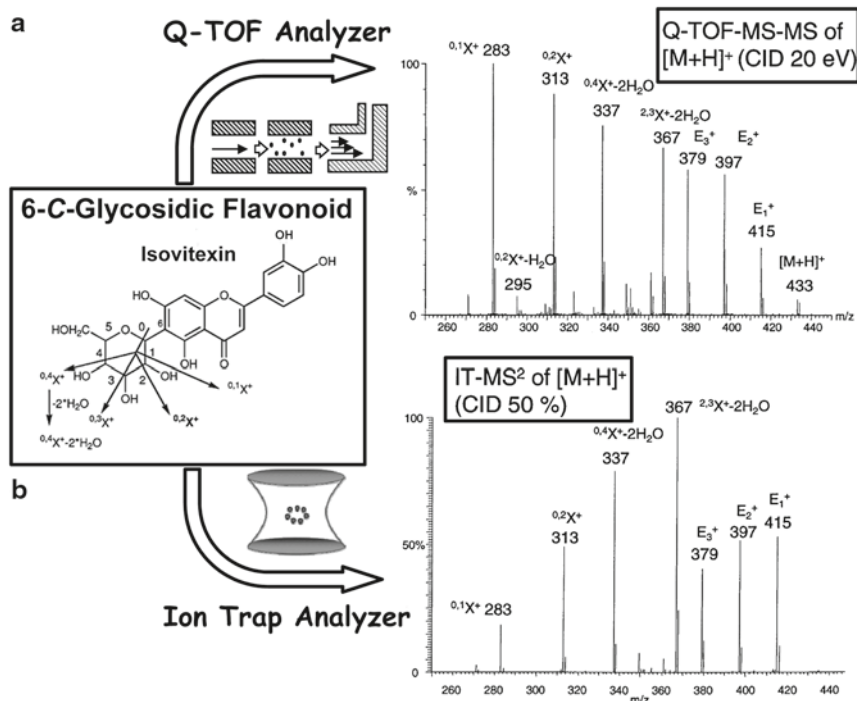 a
Q-TOF Analyzer
Q-TOF-MS-MS of
[M+H]+ (CID 20 eV)
100
%
0
0,1X+ 283
0,2X+
313
0,4X+-2H2O
337
2,3X+-2H2O
367
E3+
379
E2+
397
E1+
415
[M+H]+
433
0,2X+-H2O
295
260 280 300 320 340 360 380 400 420 440
6-C-Glycosidic Flavonoid
Isovitexin
OH
OH
HO
O
6
0
5
HOH2C
O
4
1
OH
O
HO
3
2
OH
OH
0,4X+
0,1X+
-2*H2O
0,3X+
0,2X+
0,4X+-2*H2O
b
Ion Trap Analyzer
IT-MS2 of [M+H]+
(CID 50 %)
100
50%
0
367 2,3X+-2H2O
0,4X+-2H2O
337
0,2X+
313
E3+
379
E2+
397
E1+
415
0,1X+ 283
260 280 300 320 340 360 380 400 420 440
m/z